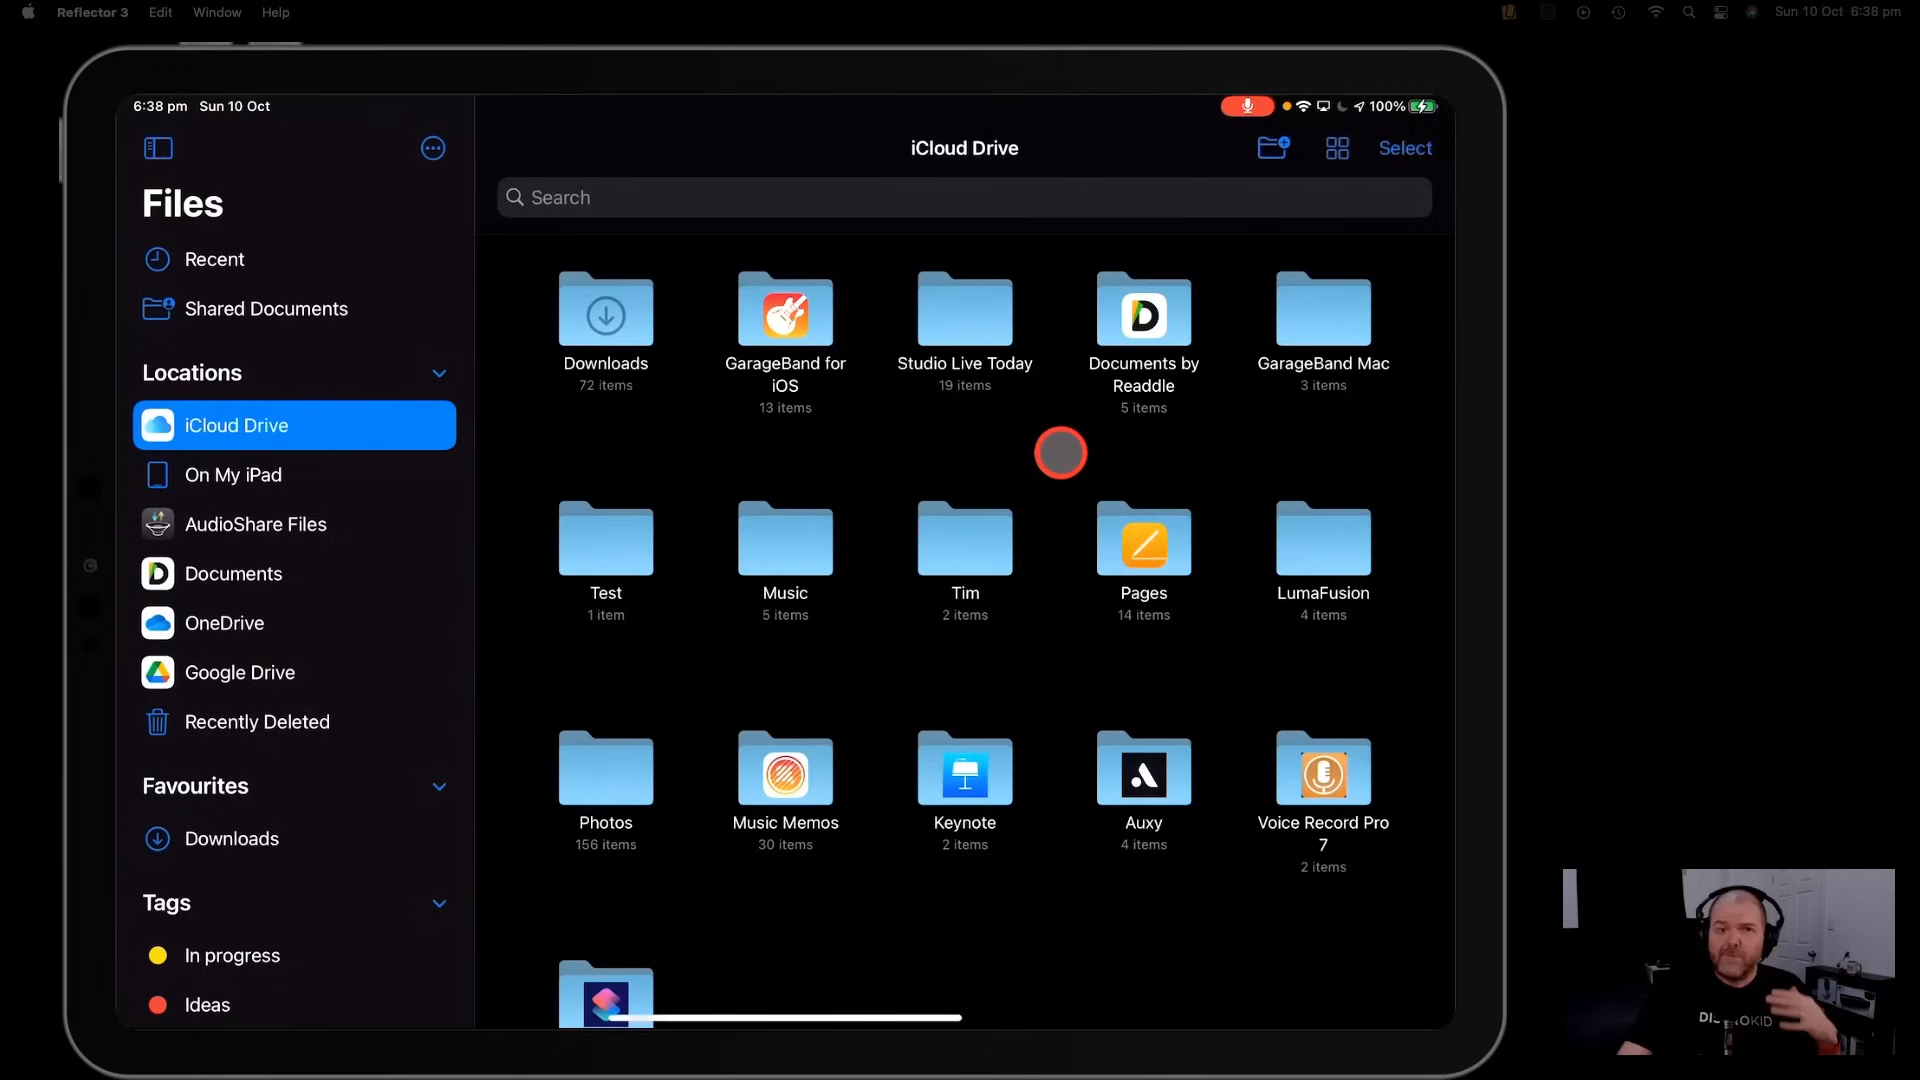 Reflector 3 Edit Window Help
Sun 10 Oct 6:38 pm
6:38 pm Sun 10 Oct
100%
Files
Recent
Shared Documents
Locations
iCloud Drive
On My iPad
AudioShare Files
Documents
OneDrive
Google Drive
Recently Deleted
Favourites
Downloads
Tags
In progress
Ideas
iCloud Drive
Select
Search
Downloads
72 items
GarageBand for
iOS
13 items
Studio Live Today
19 items
Documents by
Readdle
5 items
GarageBand Mac
3 items
Test
1 item
Music
5 items
Tim
2 items
Pages
14 items
LumaFusion
4 items
Photos
156 items
Music Memos
30 items
Keynote
2 items
Auxy
4 items
Voice Record Pro
7
2 items